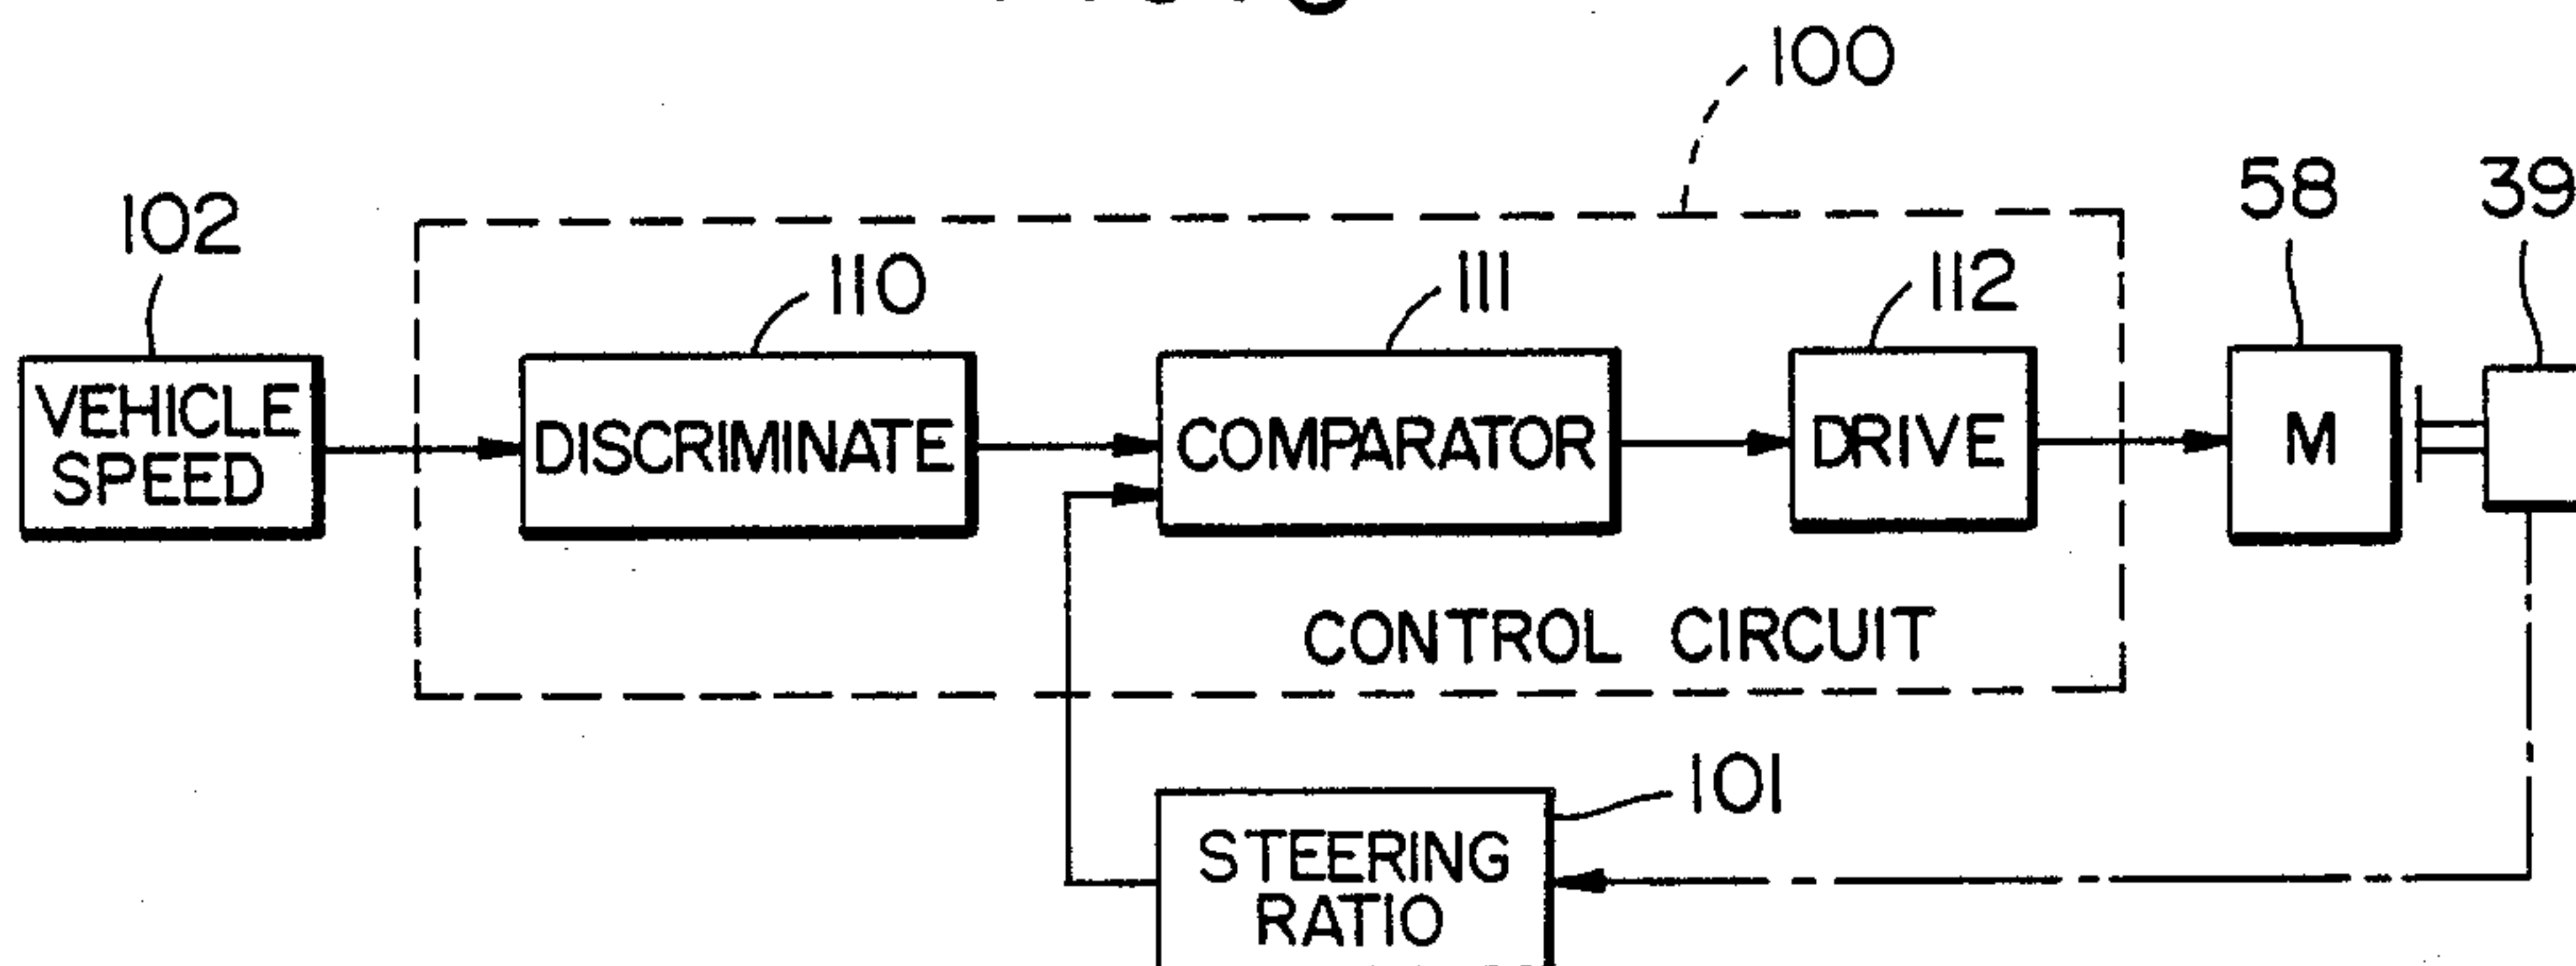 100
102
58
39
110
111
112
VEHICLE
SPEED
DISCRIMINATE
COMPARATOR
DRIVE
M
CONTROL CIRCUIT
101
STEERING
RATIO